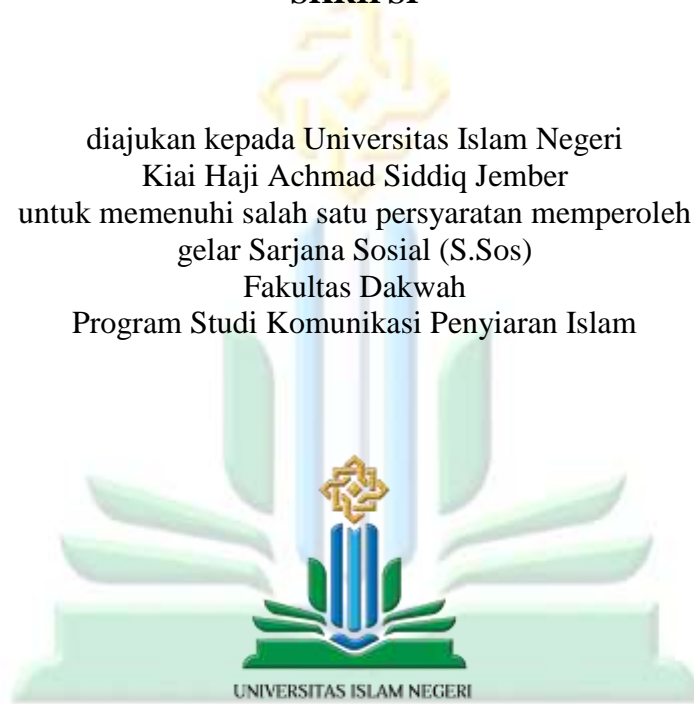 SKRIPSI
diajukan kepada Universitas Islam Negeri
Kiai Haji Achmad Siddiq Jember
untuk memenuhi salah satu persyaratan memperoleh
gelar Sarjana Sosial (S.Sos)
Fakultas Dakwah
Program Studi Komunikasi Penyiaran Islam
UNIVERSITAS ISLAM NEGERI